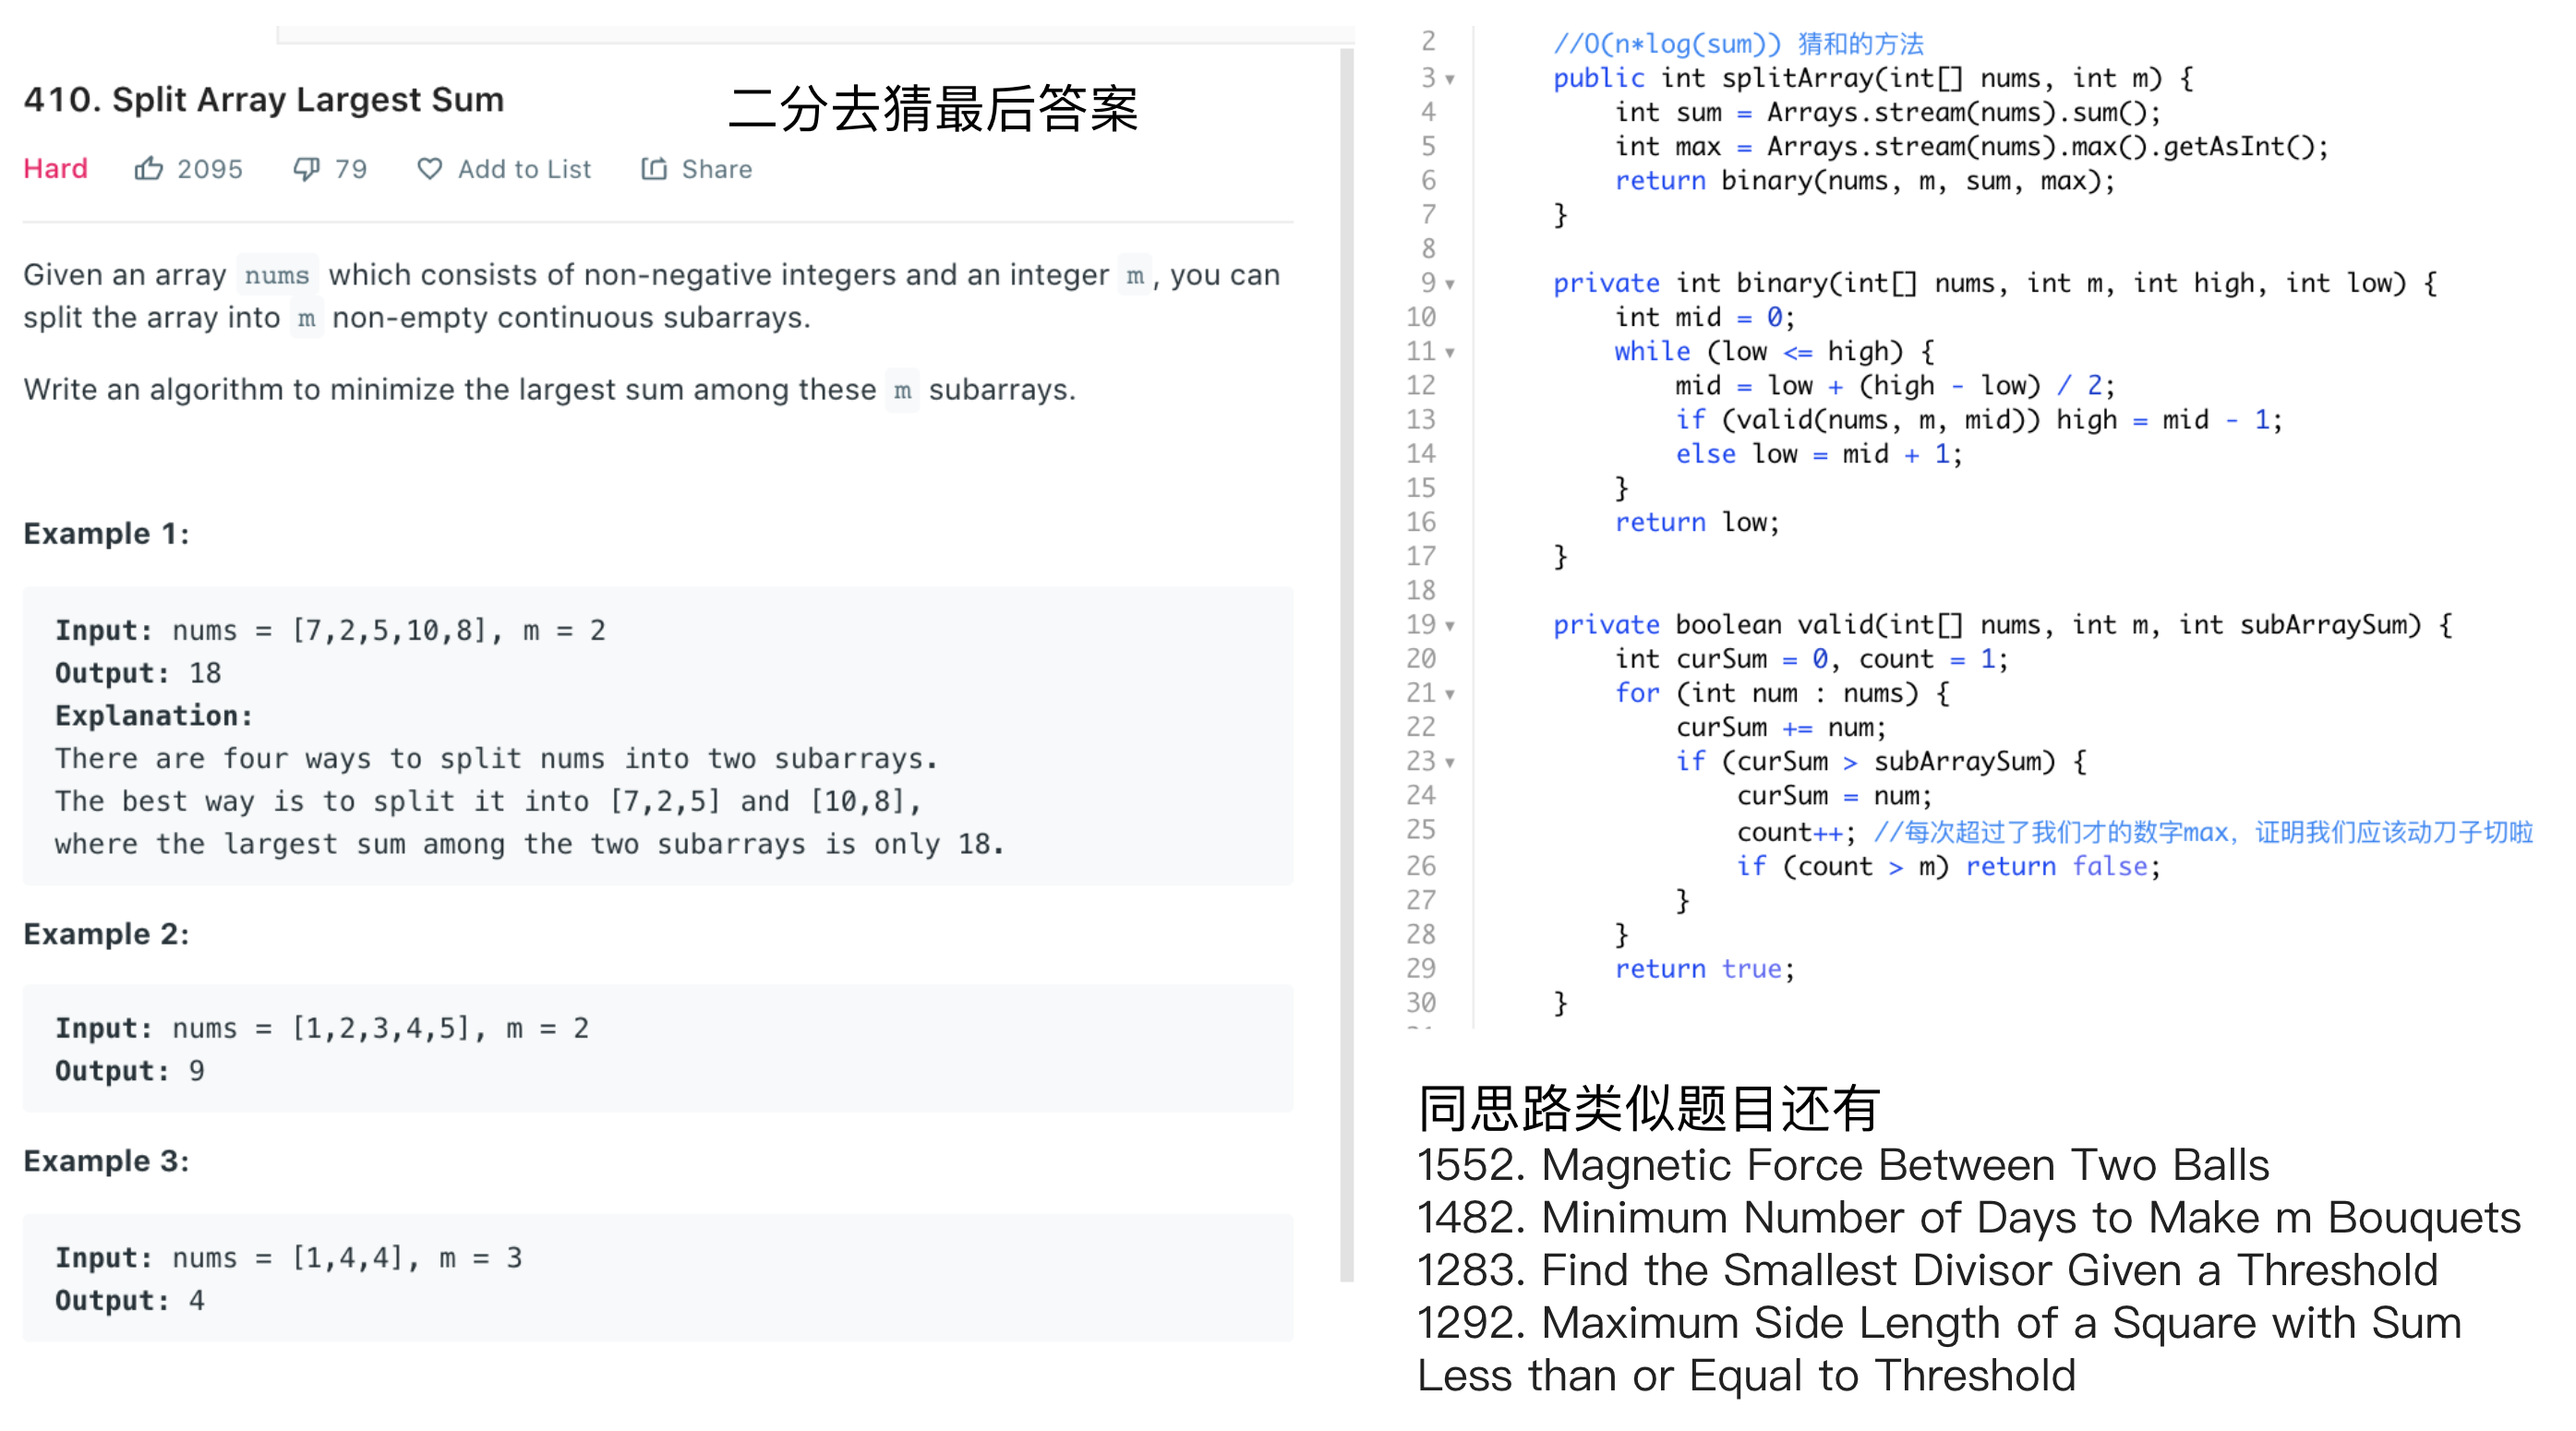 410. Split Array Largest Sum
二分去猜最后答案
Hard 2095 79 Add to List Share
Given an array nums which consists of non-negative integers and an integer m, you can
split the array into m non-empty continuous subarrays.
Write an algorithm to minimize the largest sum among these m subarrays.
Example 1:
Input: nums = [7,2,5,10,8], m = 2
Output: 18
Explanation:
There are four ways to split nums into two subarrays.
The best way is to split it into [7,2,5] and [10,8],
where the largest sum among the two subarrays is only 18.
Example 2:
Input: nums = [1,2,3,4,5], m = 2
Output: 9
Example 3:
Input: nums = [1,4,4], m = 3
Output: 4
2 //O(n*log(sum)) 猜和的方法
3 public int splitArray(int[] nums, int m) {
4 int sum = Arrays.stream(nums).sum();
5 int max = Arrays.stream(nums).max().getAsInt();
6 return binary(nums, m, sum, max);
7 }
8
9 private int binary(int[] nums, int m, int high, int low) {
10 int mid = 0;
11 while (low <= high) {
12 mid = low + (high - low) / 2;
13 if (valid(nums, m, mid)) high = mid - 1;
14 else low = mid + 1;
15 }
16 return low;
17 }
18
19 private boolean valid(int[] nums, int m, int subArraySum) {
20 int curSum = 0, count = 1;
21 for (int num : nums) {
22 curSum += num;
23 if (curSum > subArraySum) {
24 curSum = num;
25 count++; //每次超过了我们才的数字max，证明我们应该动刀子切啦
26 if (count > m) return false;
27 }
28 }
29 return true;
30 }
同思路类似题目还有
1552. Magnetic Force Between Two Balls
1482. Minimum Number of Days to Make m Bouquets
1283. Find the Smallest Divisor Given a Threshold
1292. Maximum Side Length of a Square with Sum
Less than or Equal to Threshold